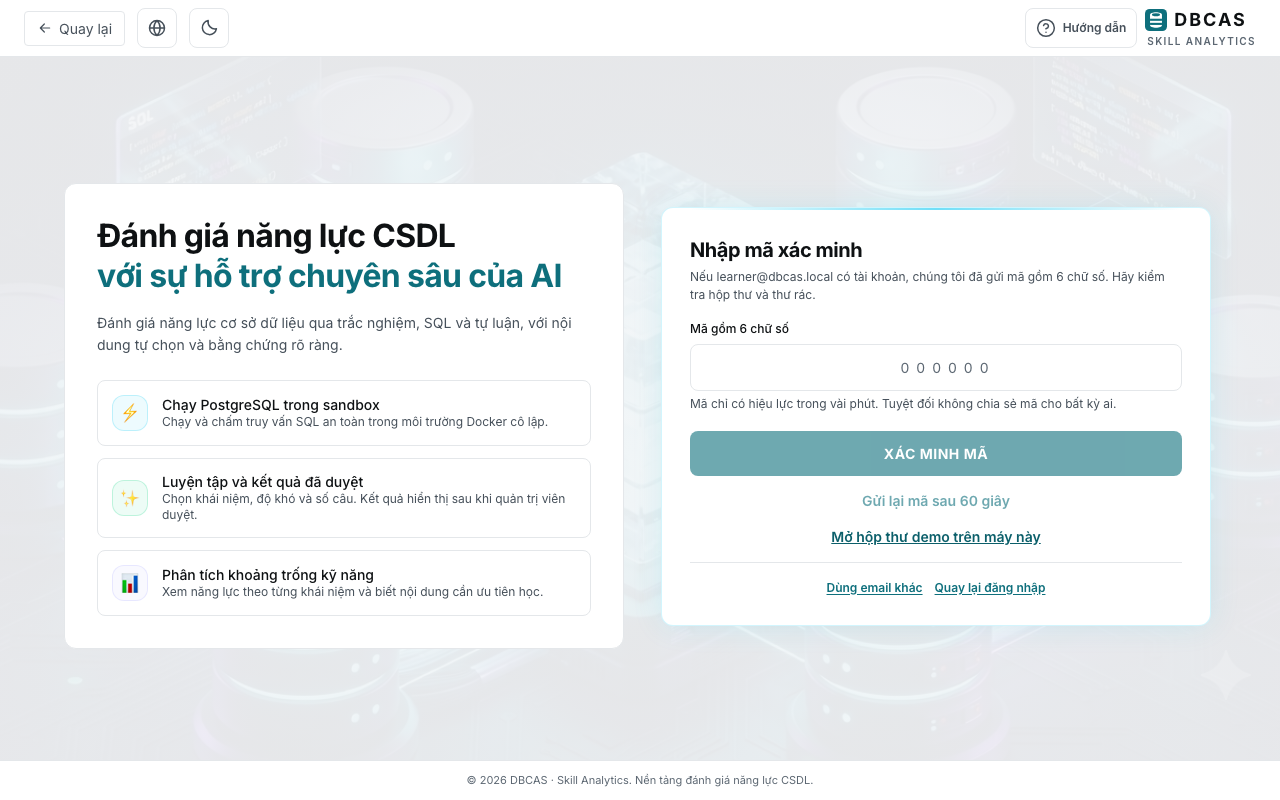 Quay lại
Hướng dẫn
DBCAS
SKILL ANALYTICS
SQL
Đánh giá năng lực CSDL
với sự hỗ trợ chuyên sâu của AI
Đánh giá năng lực cơ sở dữ liệu qua trắc nghiệm, SQL và tự luận, với nội
dung tự chọn và bằng chứng rõ ràng.
Chạy PostgreSQL trong sandbox
Chạy và chấm truy vấn SQL an toàn trong môi trường Docker cô lập.
Luyện tập và kết quả đã duyệt
Chọn khái niệm, độ khó và số câu. Kết quả hiển thị sau khi quản trị viên
duyệt.
Phân tích khoảng trống kỹ năng
Xem năng lực theo từng khái niệm và biết nội dung cần ưu tiên học.
Nhập mã xác minh
Nếu learner@dbcas.local có tài khoản, chúng tôi đã gửi mã gồm 6 chữ số. Hãy kiểm
tra hộp thư và thư rác.
Mã gồm 6 chữ số
000000
Mã chỉ có hiệu lực trong vài phút. Tuyệt đối không chia sẻ mã cho bất kỳ ai.
XÁC MINH MÃ
Gửi lại mã sau 60 giây
Mở hộp thư demo trên máy này
Dùng email khác
Quay lại đăng nhập
© 2026 DBCAS · Skill Analytics. Nền tảng đánh giá năng lực CSDL.